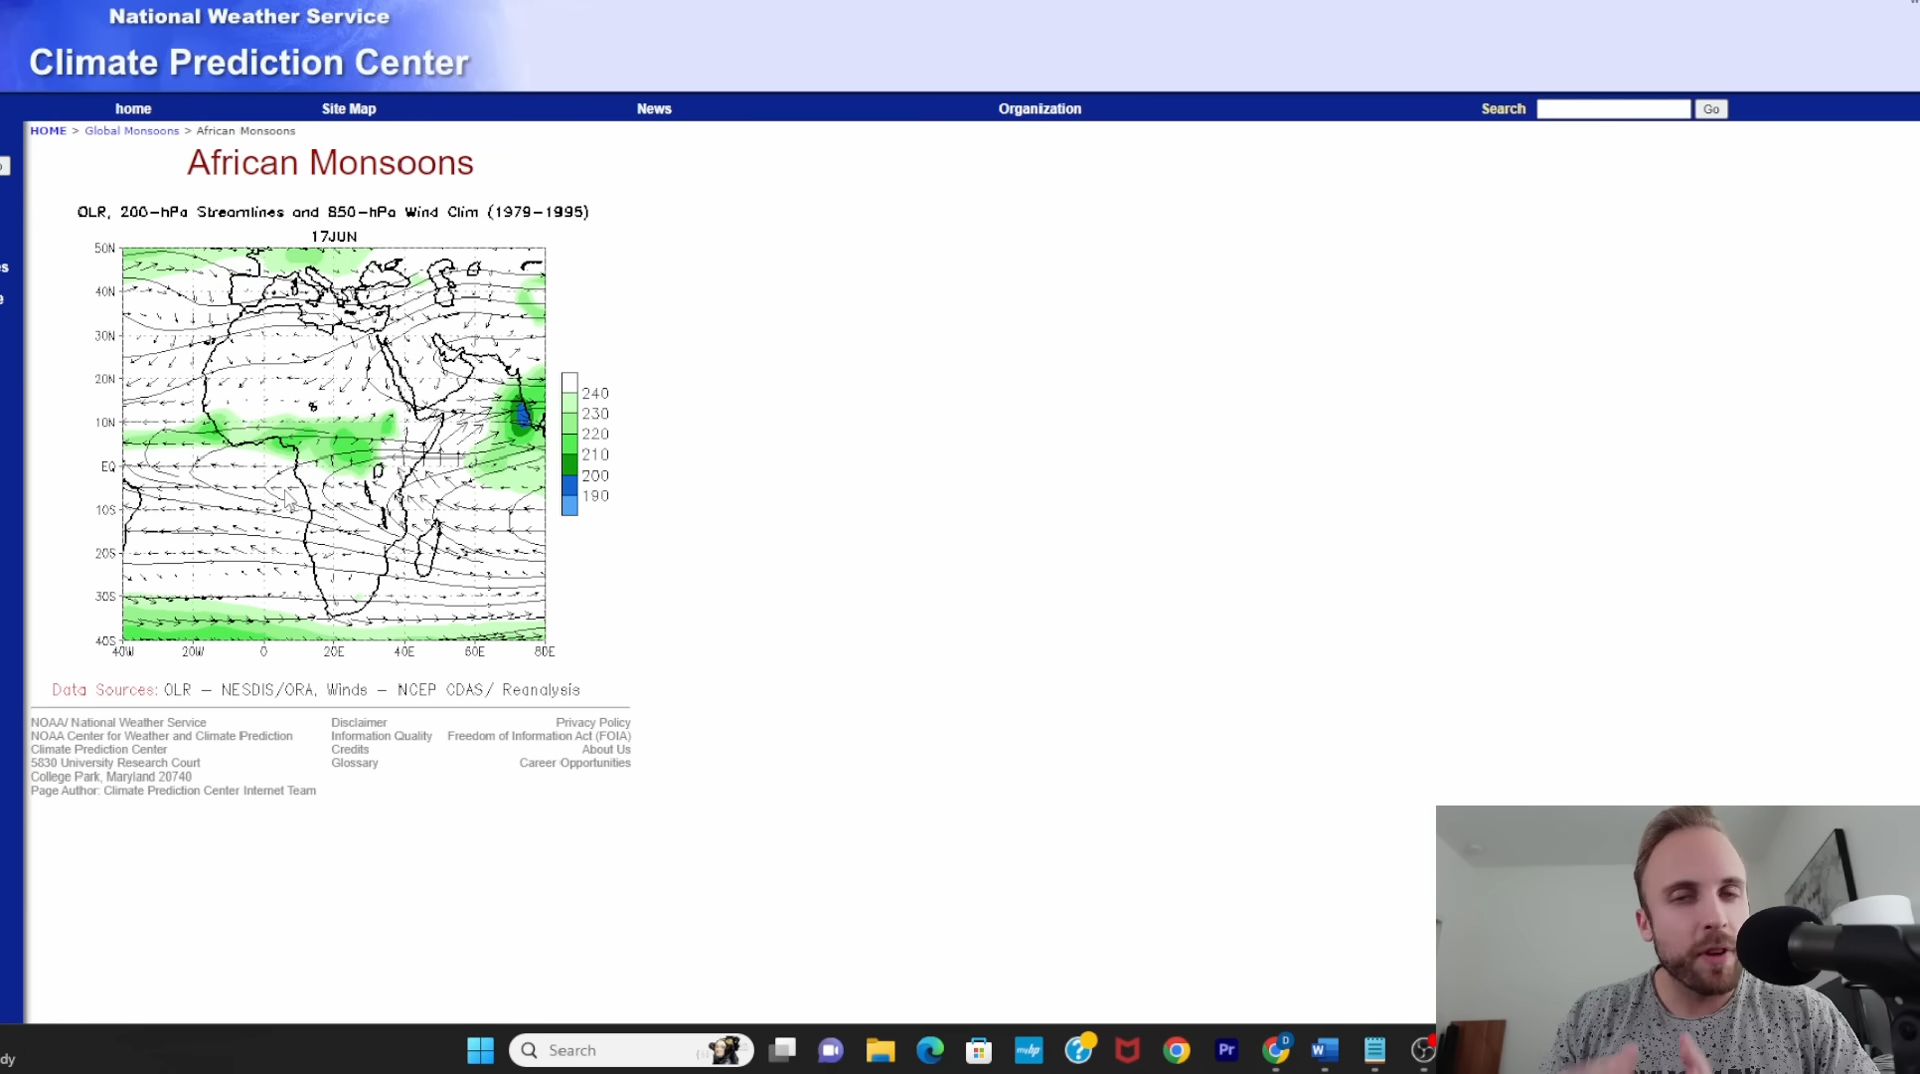 National Weather Service
Climate Prediction Center
home Site Map News Organization Search Go
HOME > Global Monsoons > African Monsoons
African Monsoons
OLR, 200-hPa Streamlines and 850-hPa Wind Clim (1979-1995)
17JUN
50N
40N
30N
20N
10N
EQ
10S
20S
30S
40S
40W 20W 0 20E 40E 60E 80E
240
230
220
210
200
190
Data Sources: OLR - NESDIS/ORA, Winds - NCEP CDAS/ Reanalysis
NOAA/ National Weather Service
NOAA Center for Weather and Climate Prediction
Climate Prediction Center
5830 University Research Court
College Park, Maryland 20740
Page Author: Climate Prediction Center Internet Team
Disclaimer
Information Quality
Credits
Glossary
Privacy Policy
Freedom of Information Act (FOIA)
About Us
Career Opportunities
Search
myhp
Pr
D
W
dy